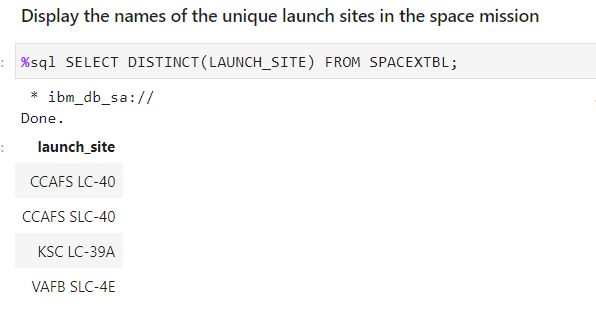 Display the names of the unique launch sites in the space mission
: %sql SELECT DISTINCT(LAUNCH_SITE) FROM SPACEXTBL;
* ibm_db_sa://
Done.
: launch_site
CCAFS LC-40
CCAFS SLC-40
KSC LC-39A
VAFB SLC-4E